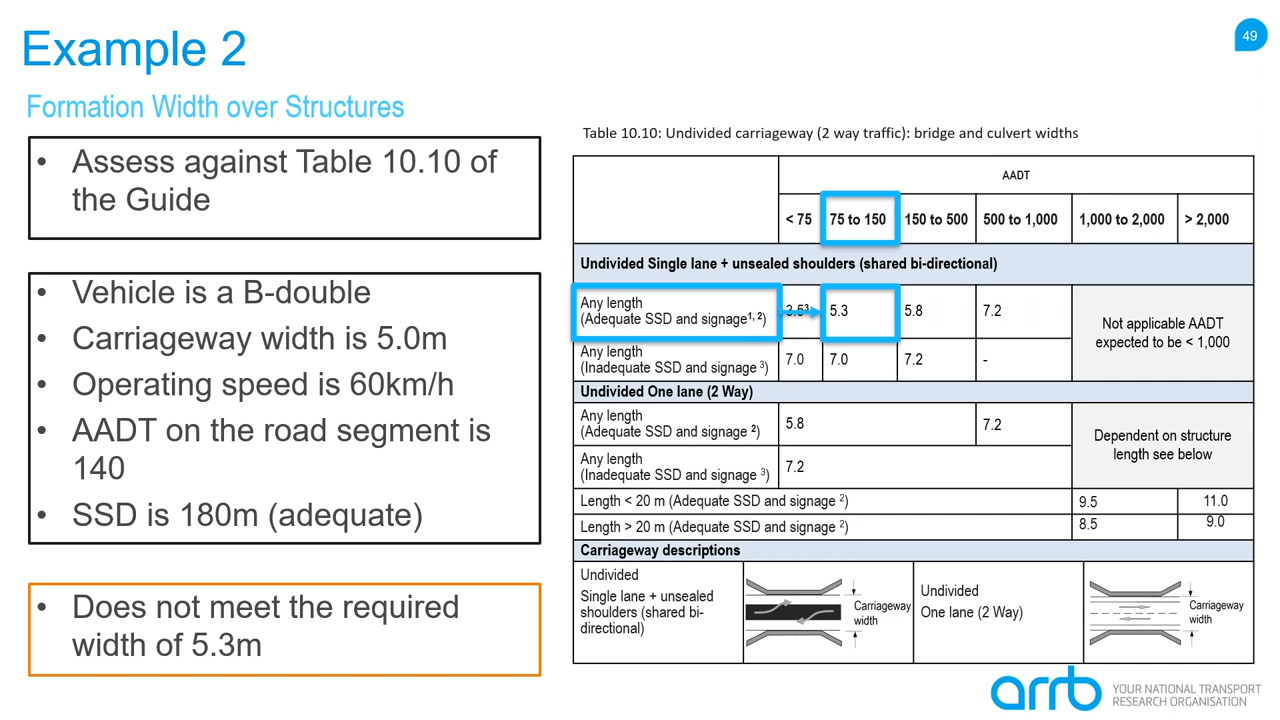 Example 2
49
Formation Width over Structures
• Assess against Table 10.10 of
the Guide
• Vehicle is a B-double
• Carriageway width is 5.0m
• Operating speed is 60km/h
• AADT on the road segment is
140
• SSD is 180m (adequate)
• Does not meet the required
width of 5.3m
Table 10.10: Undivided carriageway (2 way traffic): bridge and culvert widths
AADT
< 75 75 to 150 150 to 500 500 to 1,000 1,000 to 2,000 > 2,000
Undivided Single lane + unsealed shoulders (shared bi-directional)
Any length
(Adequate SSD and signage1, 2) 3.5³ 5.3 5.8 7.2
Not applicable AADT
expected to be < 1,000
Any length
(Inadequate SSD and signage 3) 7.0 7.0 7.2 -
Undivided One lane (2 Way)
Any length
(Adequate SSD and signage 2) 5.8 7.2
Dependent on structure
length see below
Any length
(Inadequate SSD and signage 3) 7.2
Length < 20 m (Adequate SSD and signage 2) 9.5 11.0
Length > 20 m (Adequate SSD and signage 2) 8.5 9.0
Carriageway descriptions
Undivided
Single lane + unsealed
shoulders (shared bi-
directional)
Carriageway
width
Undivided
One lane (2 Way)
Carriageway
width
arrb
YOUR NATIONAL TRANSPORT
RESEARCH ORGANISATION